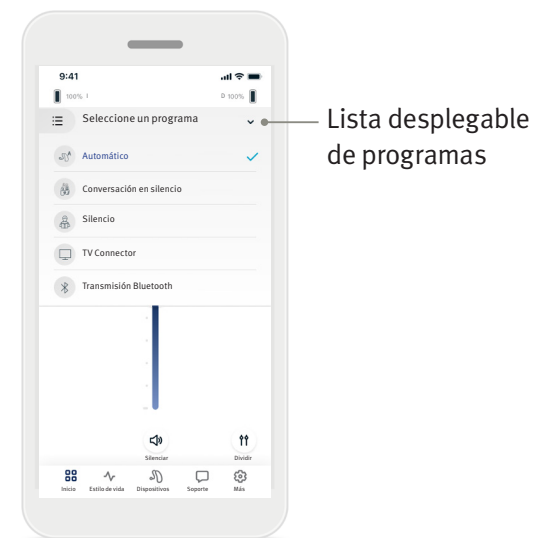 9:41
100% I
D 100%
Seleccione un programa
Automático
Conversación en silencio
Silencio
TV Connector
Transmisión Bluetooth
Silenciar
Dividir
Inicio
Estilo de vida
Dispositivos
Soporte
Más
Lista desplegable
de programas